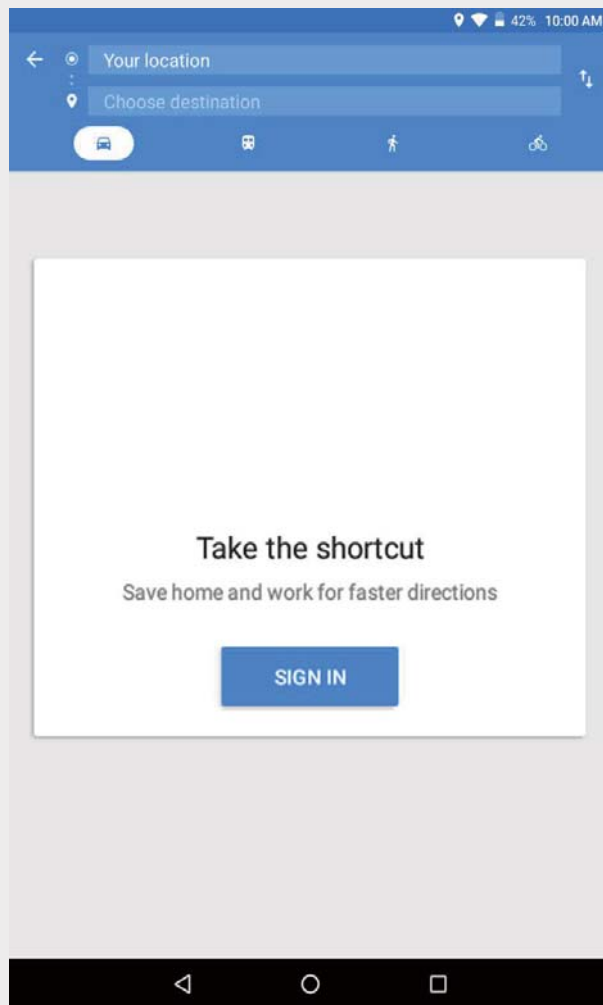 42% 10:00 AM
Your location
Choose destination
Take the shortcut
Save home and work for faster directions
SIGN IN